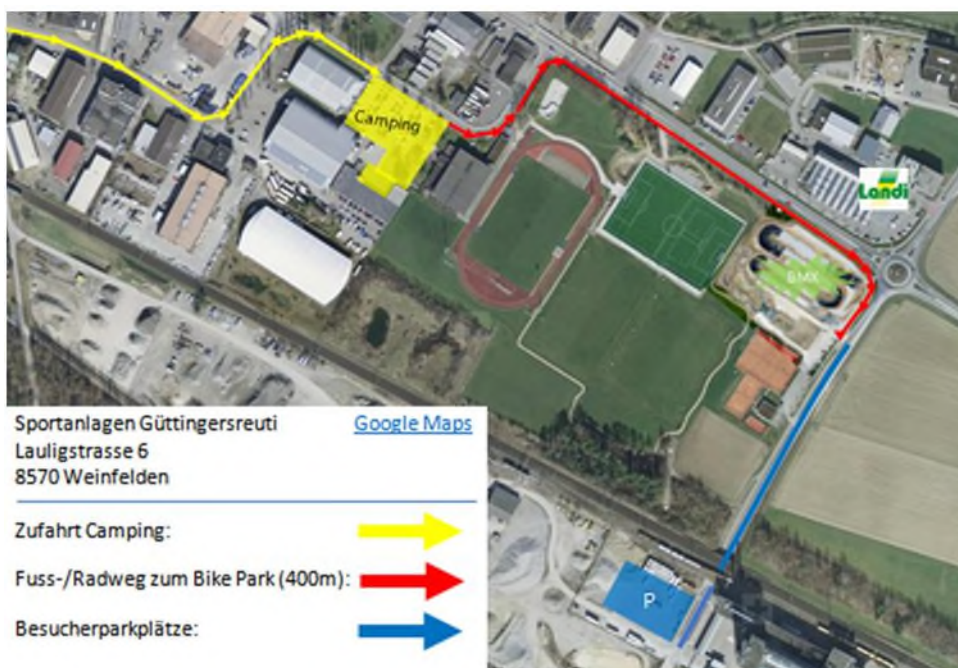 Camping
Landi
BMX
Sportanlagen Güttingersreuti Google Maps
Lauligstrasse 6
8570 Weinfelden
Zufahrt Camping:
Fuss-/Radweg zum Bike Park (400m):
Besucherparkplätze:
P